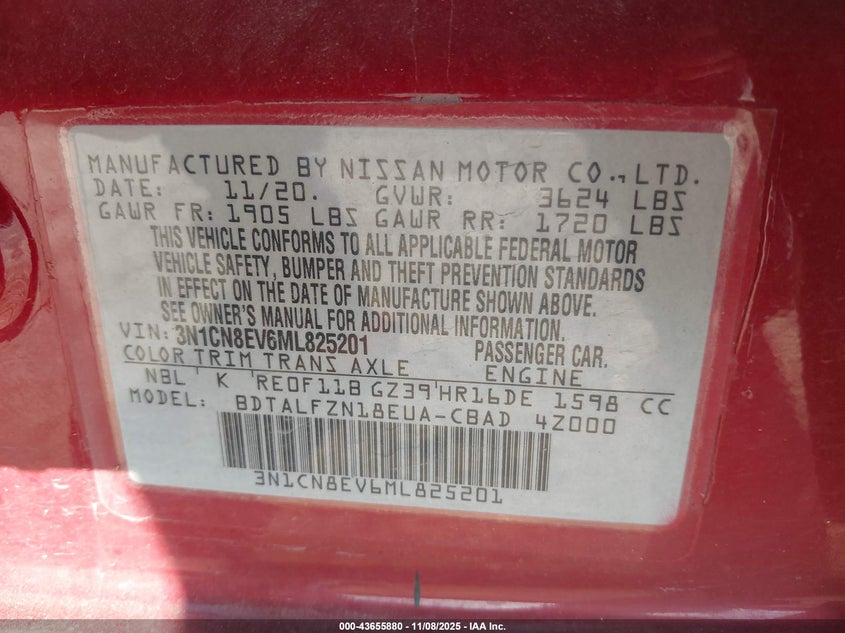 MANUFACTURED BY NISSAN MOTOR CO., LTD.
DATE: 11/20. GVWR: 3624 LBS
GAWR FR: 1905 LBS GAWR RR: 1720 LBS
THIS VEHICLE CONFORMS TO ALL APPLICABLE FEDERAL MOTOR
VEHICLE SAFETY, BUMPER AND THEFT PREVENTION STANDARDS
IN EFFECT ON THE DATE OF MANUFACTURE SHOWN ABOVE.
SEE OWNER'S MANUAL FOR ADDITIONAL INFORMATION.
VIN: 3N1CN8EV6ML825201 PASSENGER CAR.
COLOR TRIM TRANS AXLE ENGINE
NBL ' K 'RE0F11B GZ39'HR16DE 1598 CC
MODEL: BDTALFZN18EUA-CBAD 4Z000
3N1CN8EV6ML825201
000-43655880 - 11/08/2025 - IAA Inc.